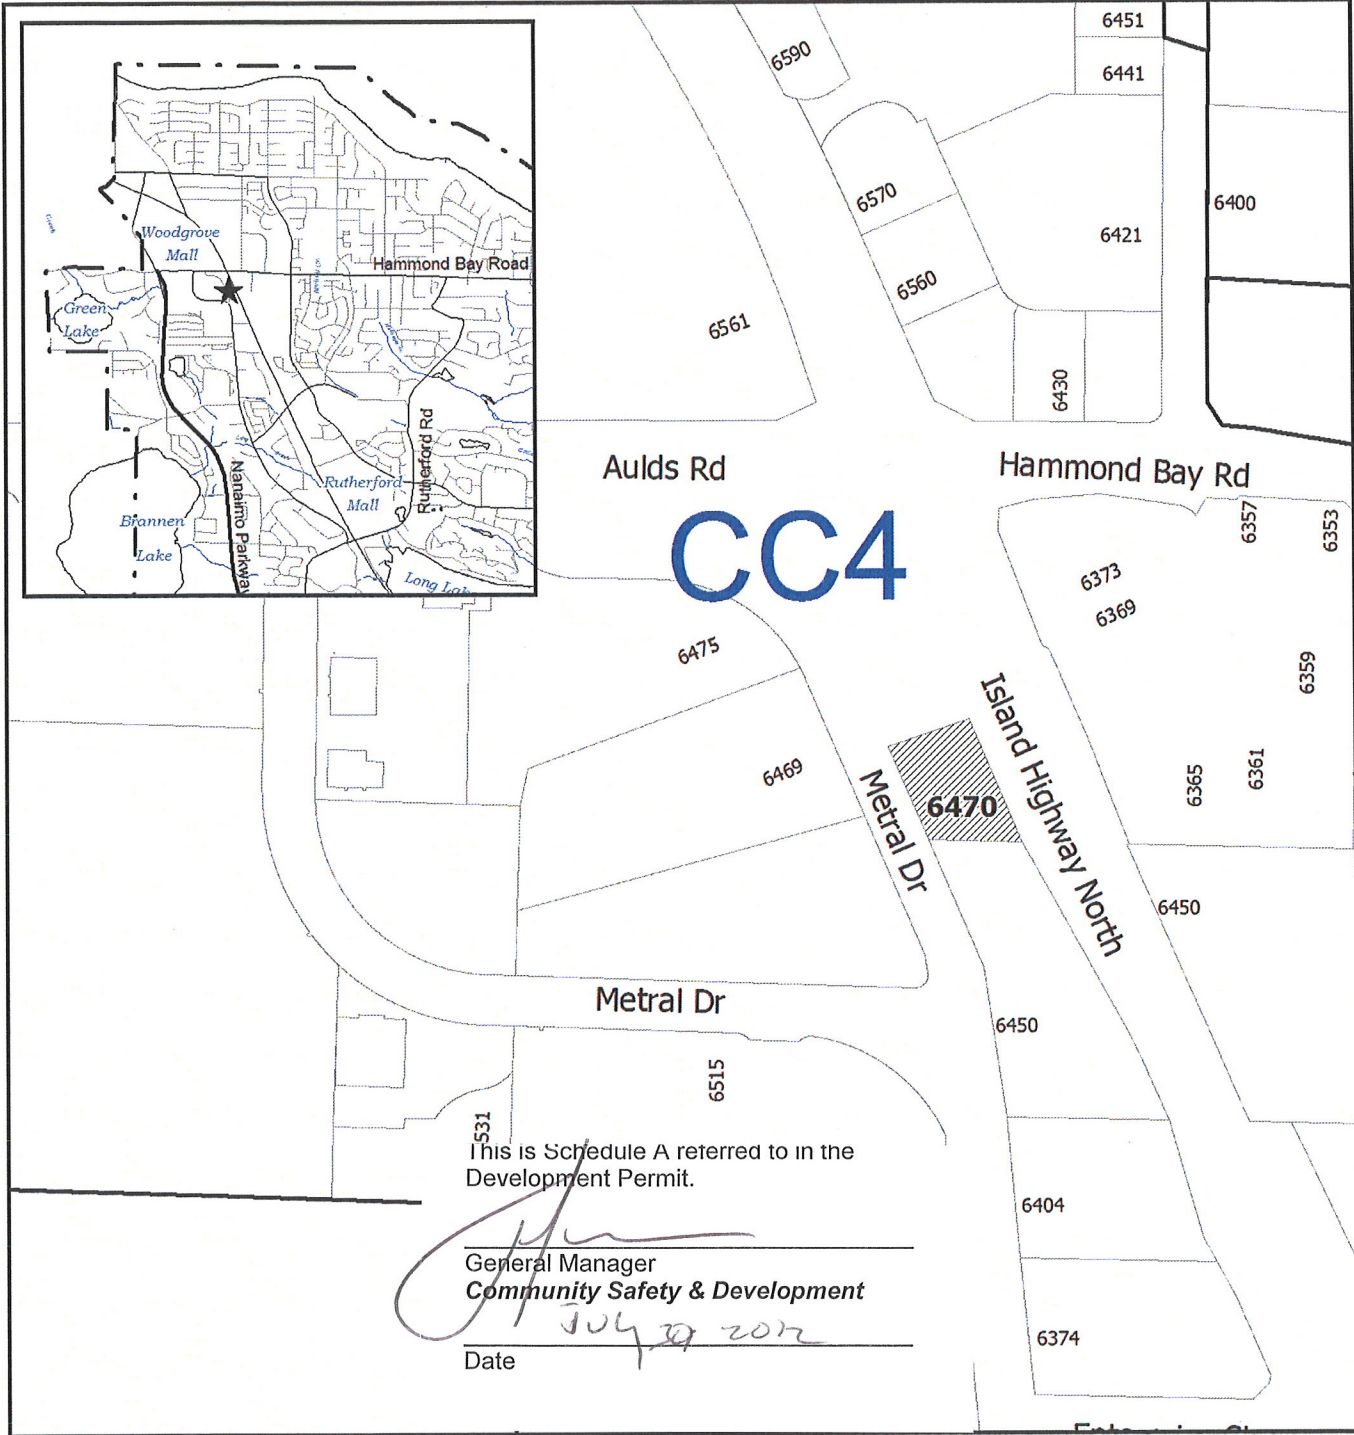 Woodgrove
Mall
Hammond Bay Road
Green
Lake
Nanaimo Parkway
Rutherford Rd
Rutherford
Mall
Brannen
Lake
Long Lake
6590
6451
6441
6570
6560
6421
6400
6561
6430
Aulds Rd
Hammond Bay Rd
CC4
6357
6353
6373
6369
6359
6475
6469
Metral Dr
6470
Island Highway North
6365
6361
6450
Metral Dr
6450
6515
531
6404
6374
This is Schedule A referred to in the
Development Permit.
General Manager
Community Safety & Development
July 2012
Date